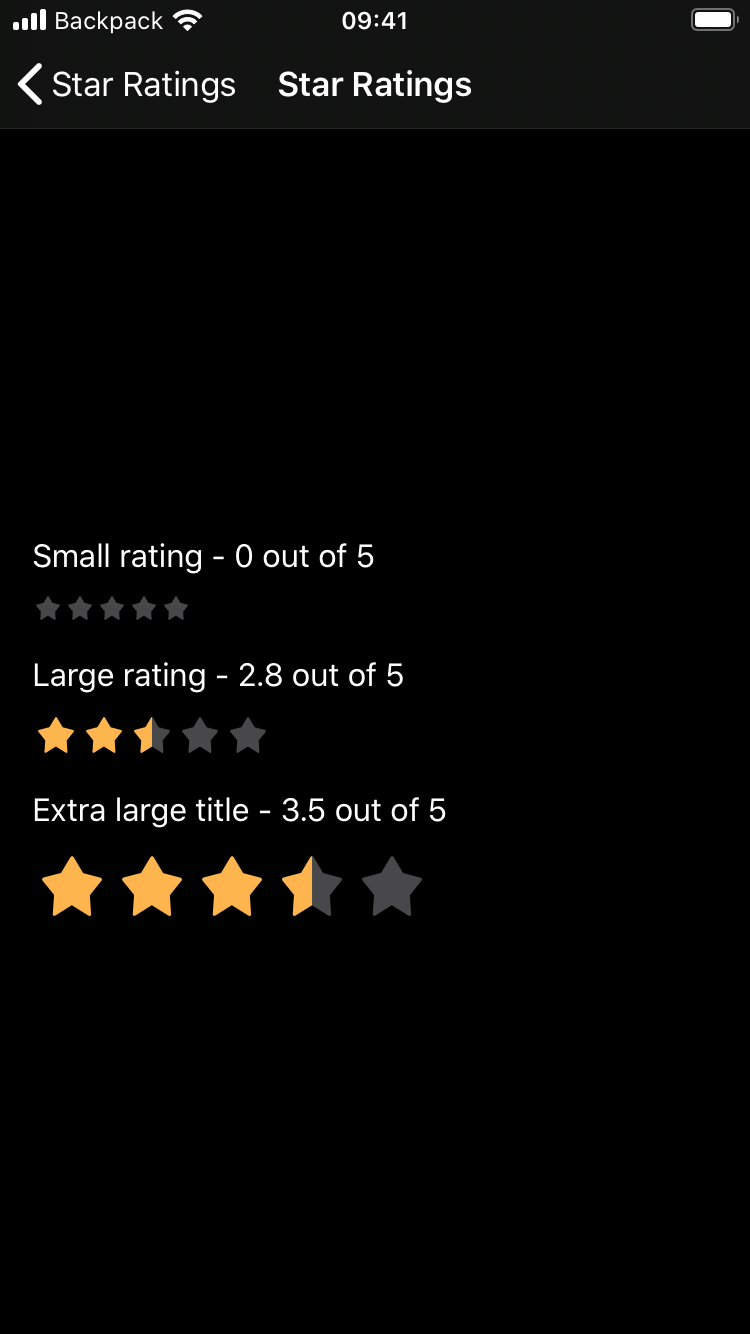 Backpack 09:41
Star Ratings Star Ratings
Small rating - 0 out of 5
Large rating - 2.8 out of 5
Extra large title - 3.5 out of 5